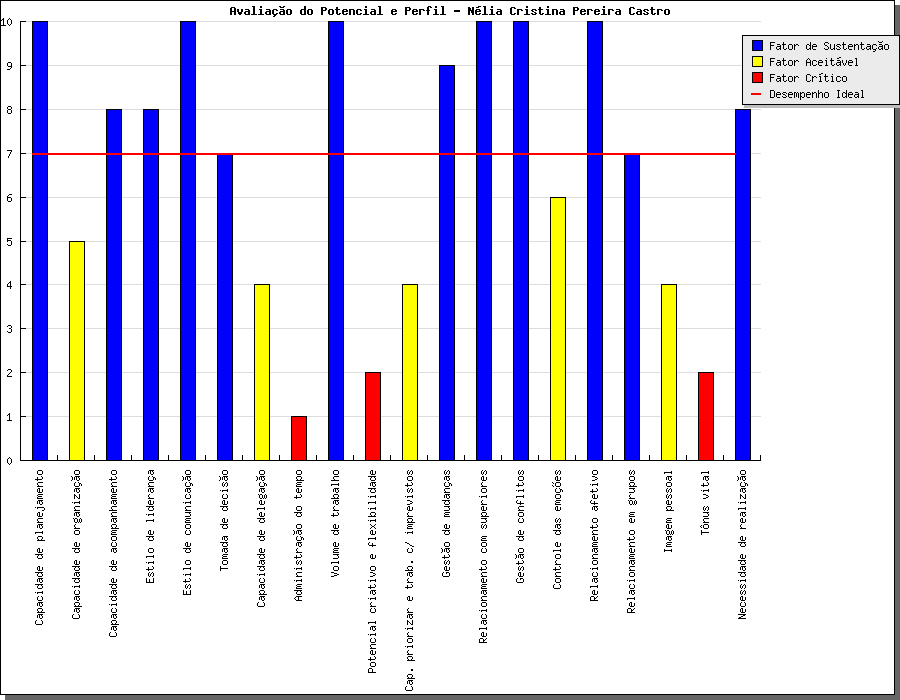 Avaliação do Potencial e Perfil - Nélia Cristina Pereira Castro
Fator de Sustentação
Fator Aceitável
Fator Crítico
Desempenho Ideal
10
9
8
7
6
5
4
3
2
1
0
Capacidade de planejamento
Capacidade de organização
Capacidade de acompanhamento
Estilo de liderança
Estilo de comunicação
Tomada de decisão
Capacidade de delegação
Administração do tempo
Volume de trabalho
Potencial criativo e flexibilidade
Cap. priorizar e trab. c/ imprevistos
Gestão de mudanças
Relacionamento com superiores
Gestão de conflitos
Controle das emoções
Relacionamento afetivo
Relacionamento em grupos
Imagem pessoal
Tônus vital
Necessidade de realização